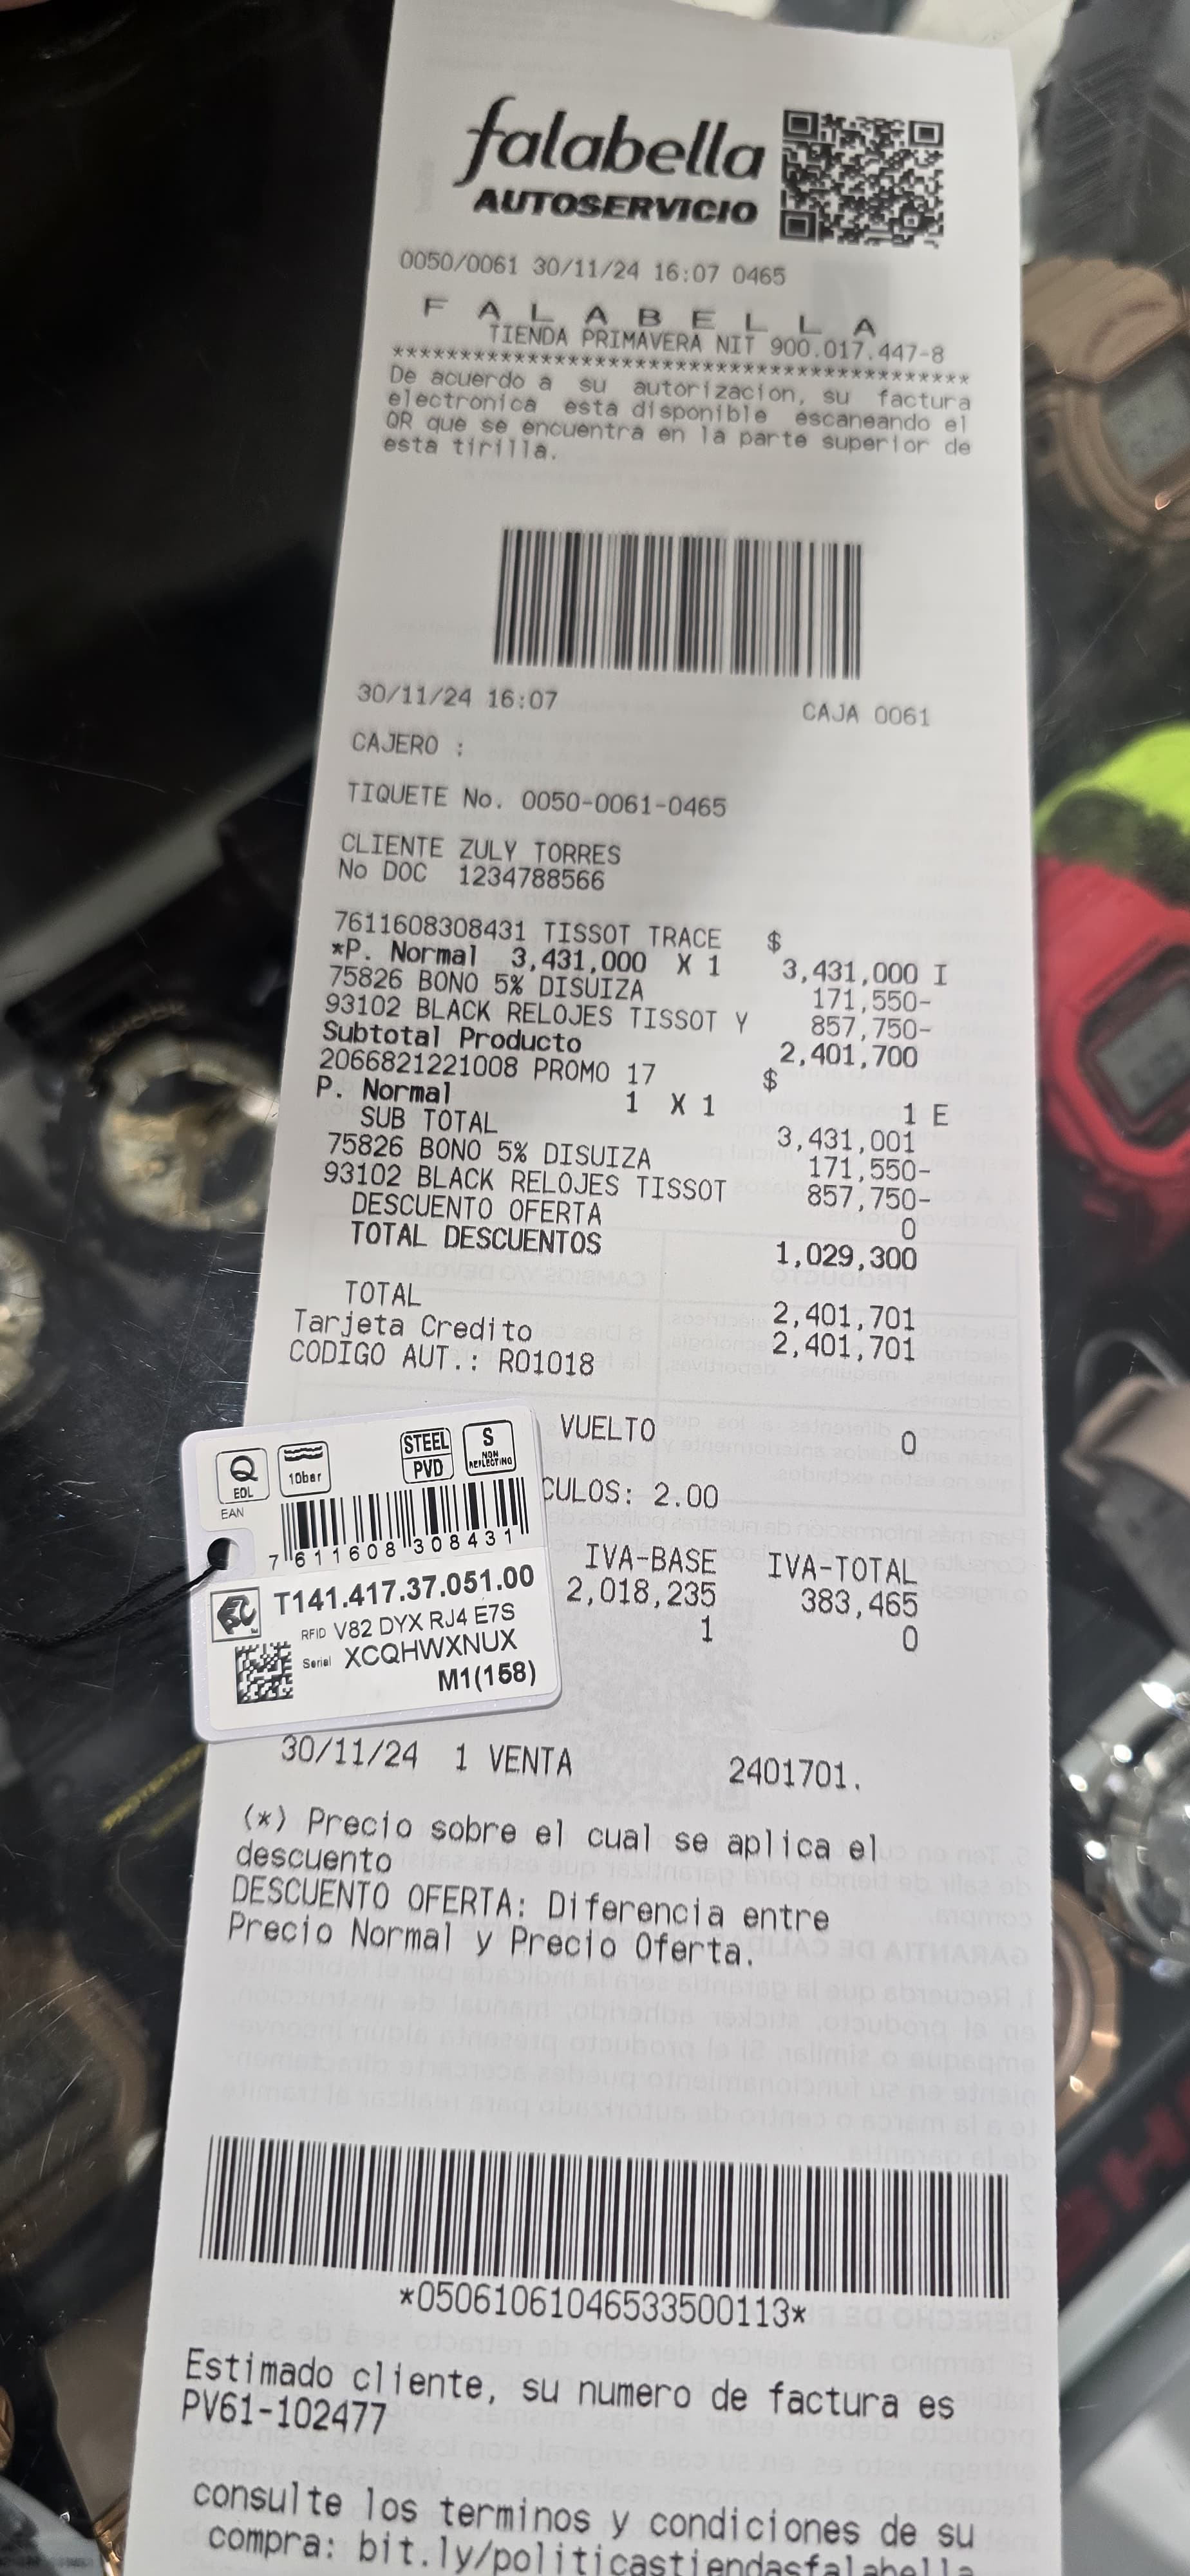 falabella
AUTOSERVICIO
0050/0061 30/11/24 16:07 0465
F A L A B E L L A
TIENDA PRIMAVERA NIT 900.017.447-8
*******************************************
De acuerdo a su autorizacion, su factura
electronica esta disponible escaneando el
QR que se encuentra en la parte superior de
esta tirilla.
30/11/24 16:07 CAJA 0061
CAJERO :
TIQUETE No. 0050-0061-0465
CLIENTE ZULY TORRES
No DOC 1234788566
7611608308431 TISSOT TRACE $
*P. Normal 3,431,000 X 1 3,431,000 I
75826 BONO 5% DISUIZA 171,550-
93102 BLACK RELOJES TISSOT Y 857,750-
Subtotal Producto 2,401,700
2066821221008 PROMO 17 $
P. Normal 1 X 1 1 E
SUB TOTAL 3,431,001
75826 BONO 5% DISUIZA 171,550-
93102 BLACK RELOJES TISSOT 857,750-
DESCUENTO OFERTA 0
TOTAL DESCUENTOS 1,029,300
TOTAL 2,401,701
Tarjeta Credito 2,401,701
CODIGO AUT.: R01018
VUELTO 0
CULOS: 2.00
IVA-BASE IVA-TOTAL
2,018,235 383,465
1 0
Q EOL 10bar STEEL PVD S NON REFLECTING
EAN
7 611608 308431
T141.417.37.051.00
RFID V82 DYX RJ4 E7S
Serial XCQHWXNUX
M1(158)
30/11/24 1 VENTA 2401701.
(*) Precio sobre el cual se aplica el
descuento
DESCUENTO OFERTA: Diferencia entre
Precio Normal y Precio Oferta.
*05061061046533500113*
Estimado cliente, su numero de factura es
PV61-102477
consulte los terminos y condiciones de su
compra: bit.ly/politicastiendasfalabella